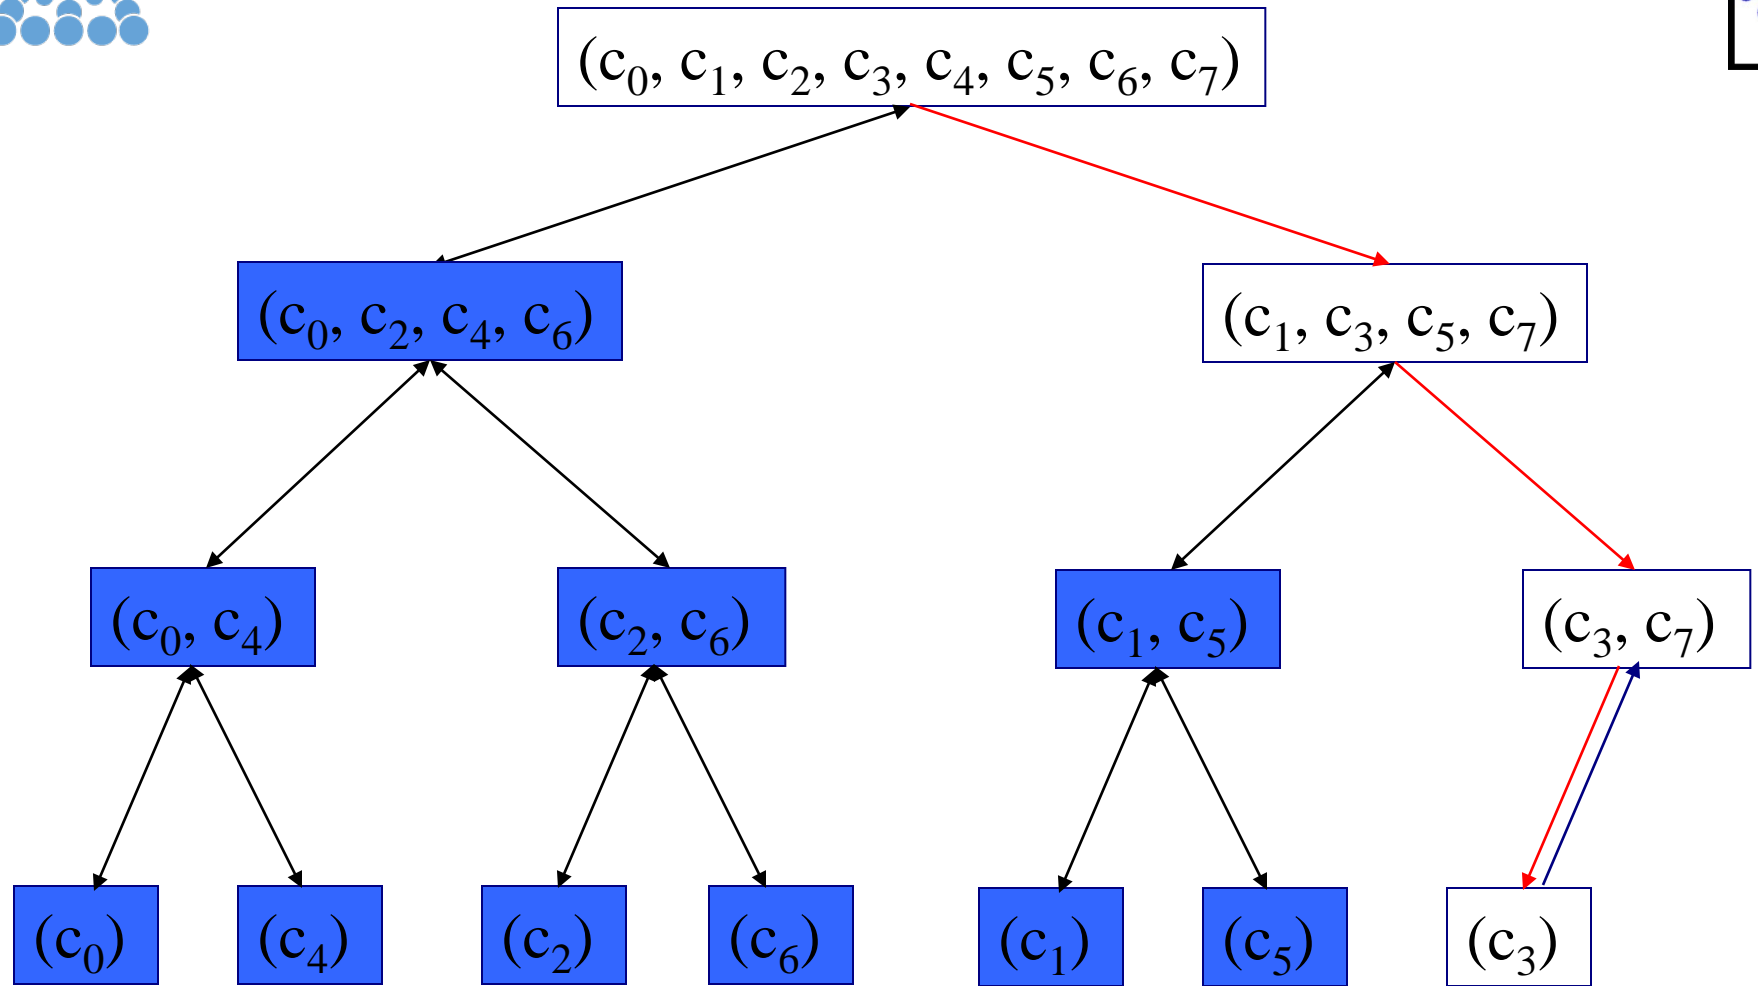 (c₀, c₁, c₂, c₃, c₄, c₅, c₆, c₇)
(c₀, c₂, c₄, c₆)
(c₁, c₃, c₅, c₇)
(c₀, c₄)
(c₂, c₆)
(c₁, c₅)
(c₃, c₇)
(c₀)
(c₄)
(c₂)
(c₆)
(c₁)
(c₅)
(c₃)